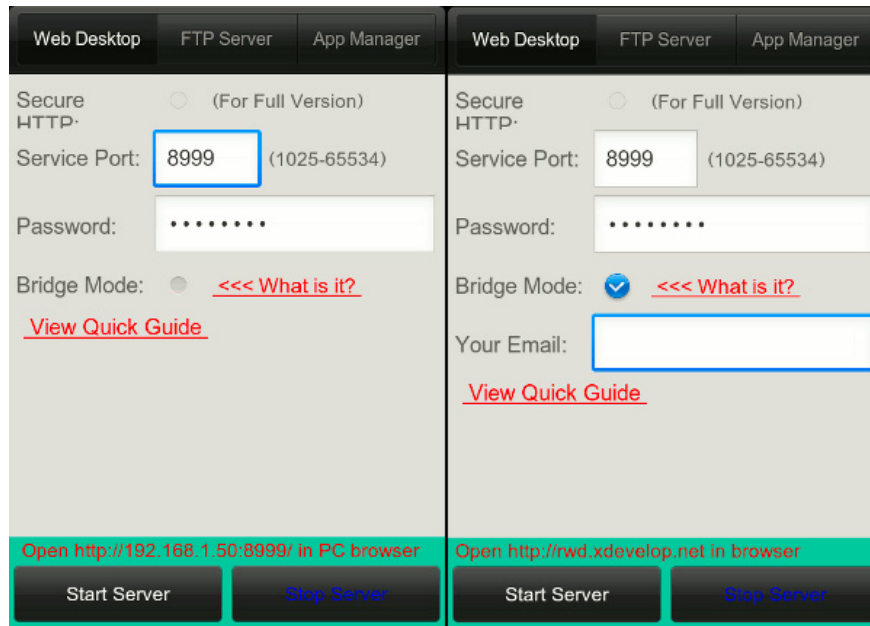 Web Desktop FTP Server App Manager
Secure HTTP: (For Full Version)
Service Port: 8999 (1025-65534)
Password: ••••••••
Bridge Mode: <<< What is it?
View Quick Guide
Open http://192.168.1.50:8999/ in PC browser
Start Server Stop Server
Web Desktop FTP Server App Manager
Secure HTTP: (For Full Version)
Service Port: 8999 (1025-65534)
Password: ••••••••
Bridge Mode: <<< What is it?
Your Email:
View Quick Guide
Open http://rwd.xdevelop.net in browser
Start Server Stop Server